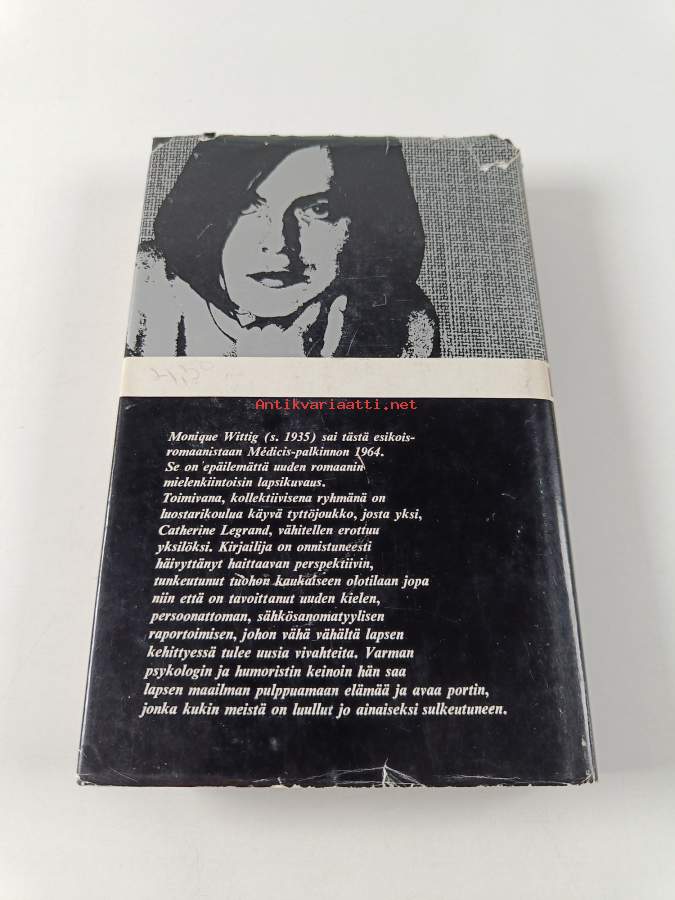 Antikvariaatti.net
Monique Wittig (s. 1935) sai tästä esikois-
romaanistaan Médicis-palkinnon 1964.
Se on epäilemättä uuden romaanin
mielenkiintoisin lapsikuvaus.
Toimivana, kollektiivisena ryhmänä on
luostarikoulua käyvä tyttöjoukko, josta yksi,
Catherine Legrand, vähitellen erottuu
yksilöksi. Kirjailija on onnistuneesti
häivyttänyt haittaavan perspektiivin,
tunkeutunut tuohon kaukaiseen olotilaan jopa
niin että on tavoittanut uuden kielen,
persoonattoman, sähkösanomatyylisen
raportoimisen, johon vähä vähältä lapsen
kehittyessä tulee uusia vivahteita. Varman
psykologin ja humoristin keinoin hän saa
lapsen maailman pulppuamaan elämää ja avaa portin,
jonka kukin meistä on luullut jo ainaiseksi sulkeutuneen.